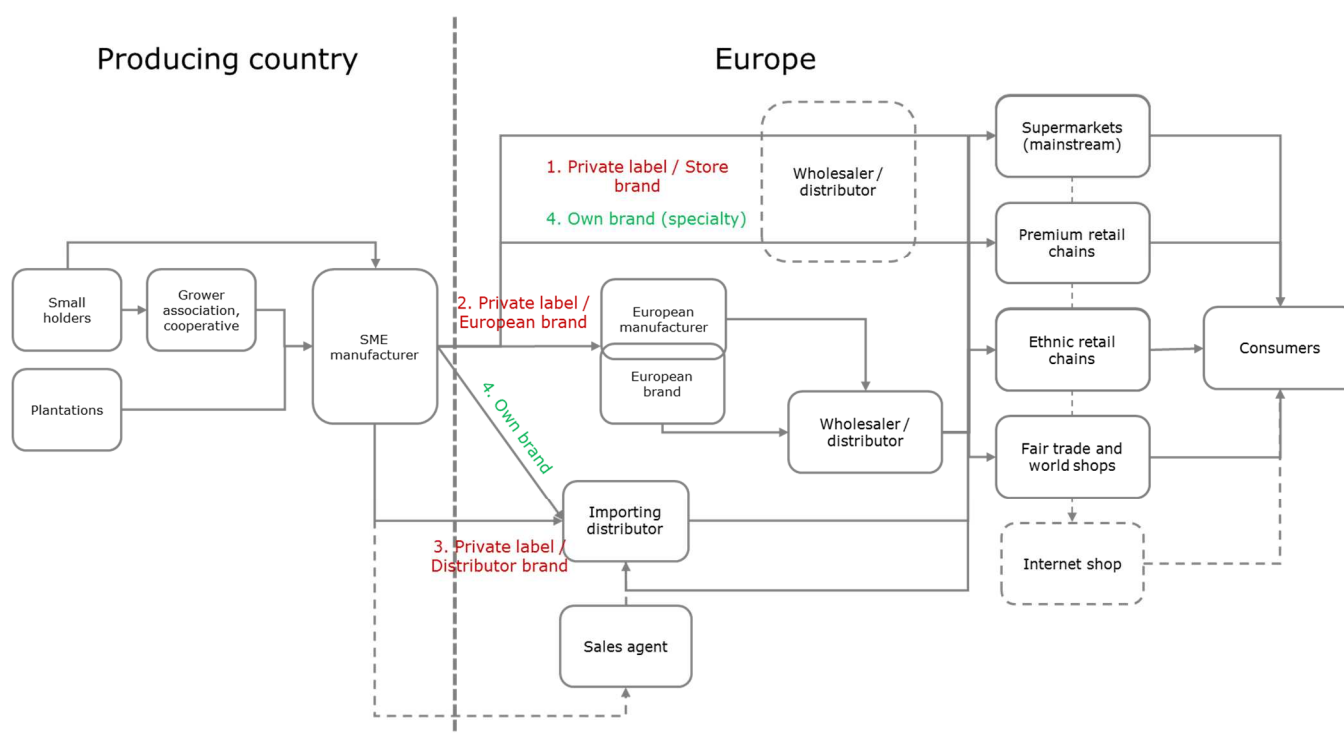 Producing country
Europe
Supermarkets
(mainstream)
1. Private label / Store
brand
Wholesaler /
distributor
4. Own brand (specialty)
Premium retail
chains
Small
holders
Grower
association,
cooperative
SME
manufacturer
2. Private label /
European brand
European
manufacturer
European
brand
Ethnic retail
chains
Consumers
Plantations
4. Own brand
Wholesaler /
distributor
Fair trade and
world shops
Importing
distributor
3. Private label /
Distributor brand
Internet shop
Sales agent